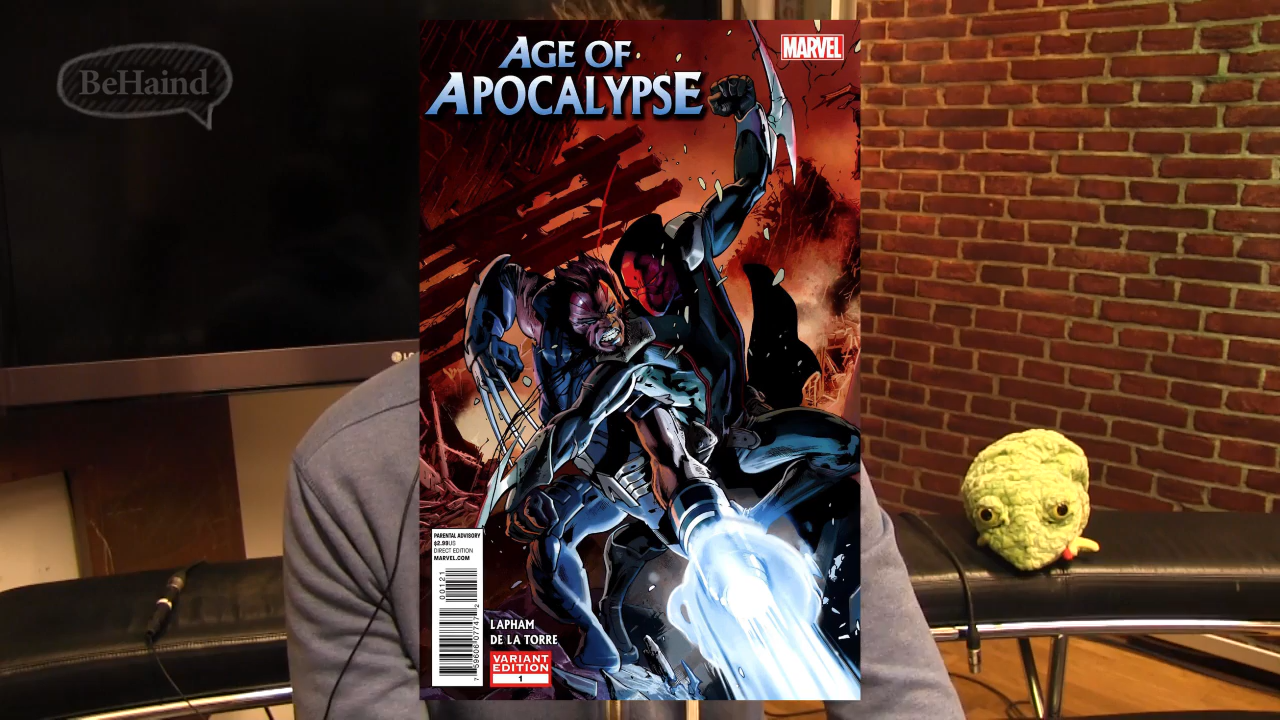 BeHaind
AGE OF
APOCALYPSE
MARVEL
PARENTAL ADVISORY
$2.99US
DIRECT EDITION
MARVEL.COM
LAPHAM
DE LA TORRE
VARIANT
EDITION
1